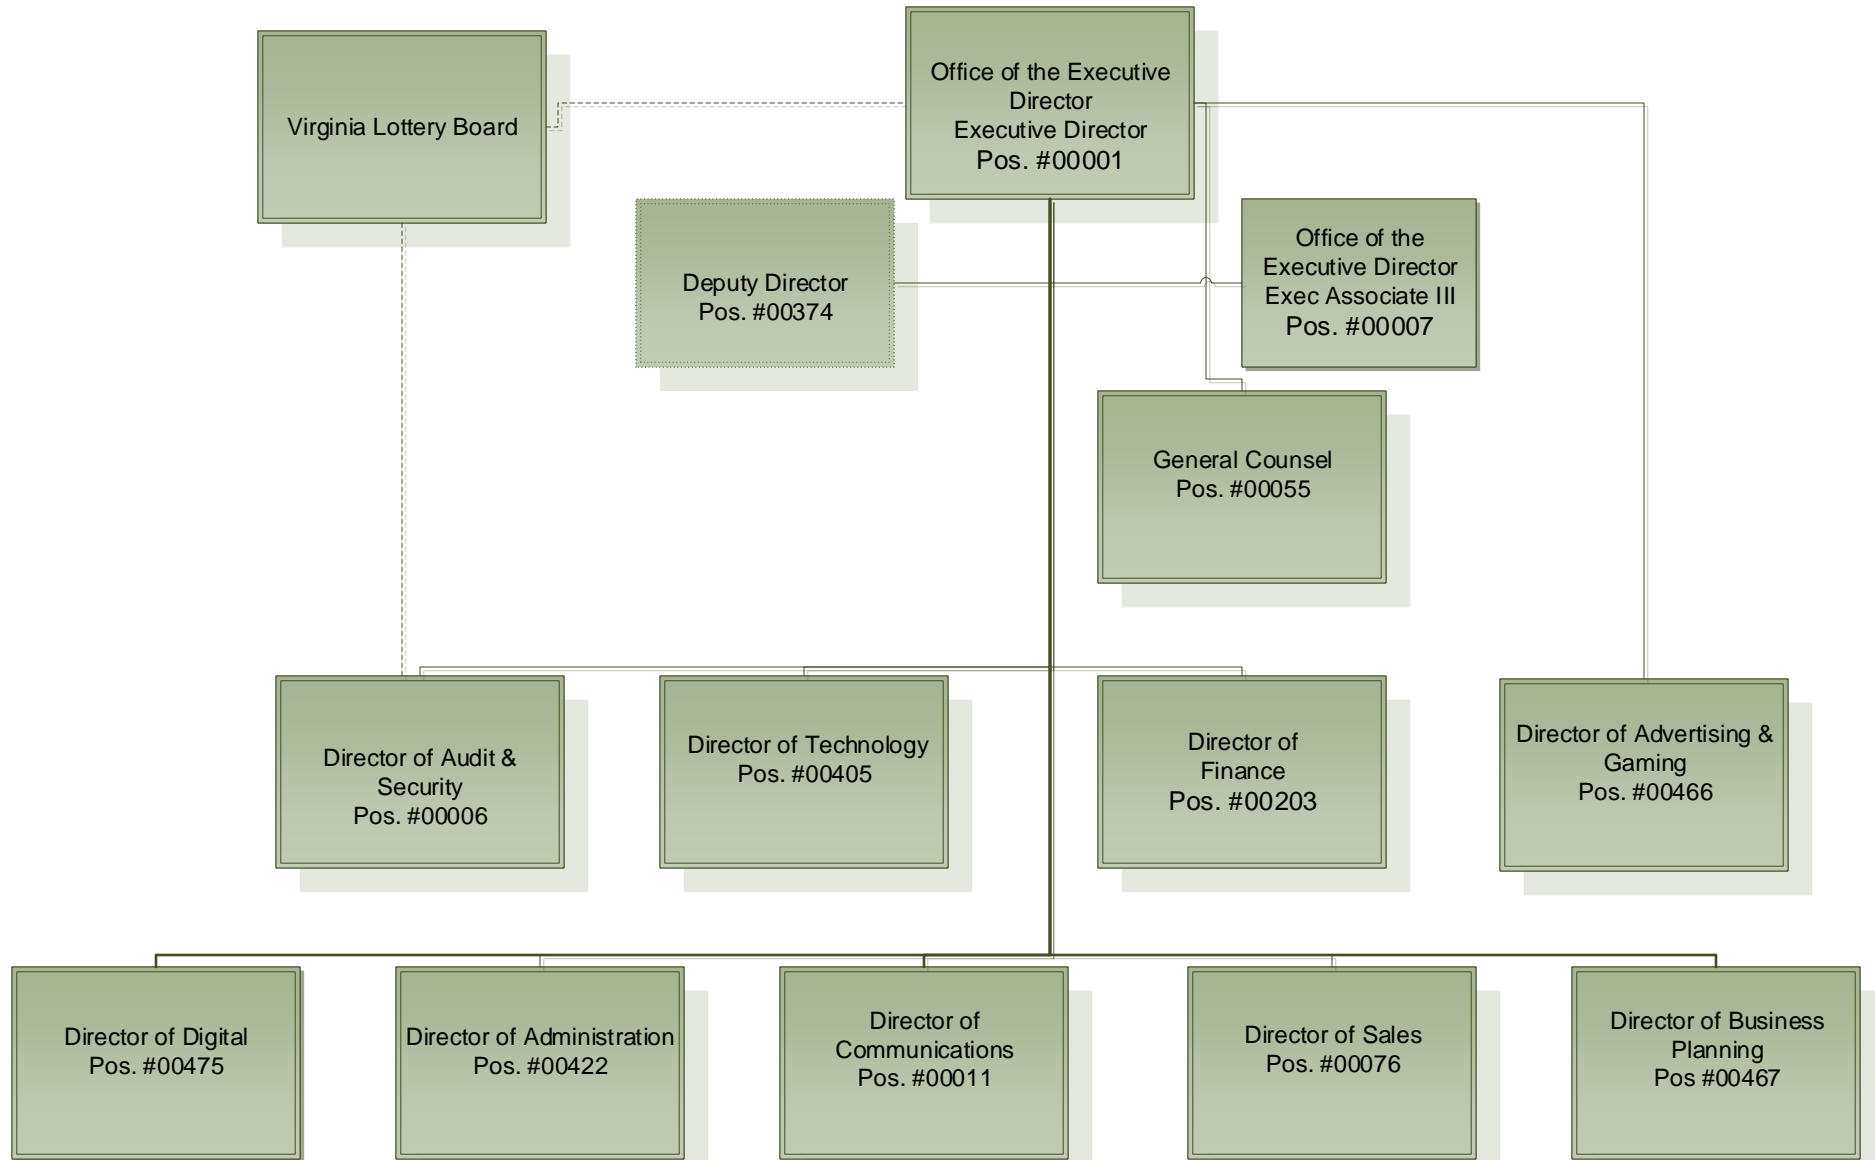 Virginia Lottery Board
Office of the Executive
Director
Executive Director
Pos. #00001
Deputy Director
Pos. #00374
Office of the
Executive Director
Exec Associate III
Pos. #00007
General Counsel
Pos. #00055
Director of Audit &
Security
Pos. #00006
Director of Technology
Pos. #00405
Director of
Finance
Pos. #00203
Director of Advertising &
Gaming
Pos. #00466
Director of Digital
Pos. #00475
Director of Administration
Pos. #00422
Director of
Communications
Pos. #00011
Director of Sales
Pos. #00076
Director of Business
Planning
Pos #00467